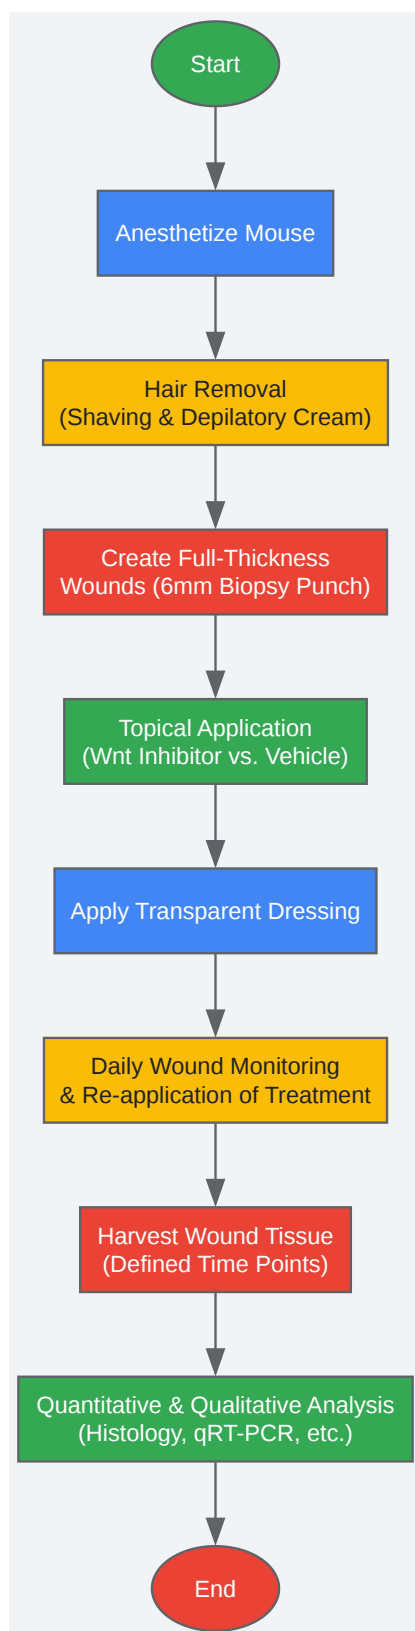 Start
Anesthetize Mouse
Hair Removal
(Shaving & Depilatory Cream)
Create Full-Thickness
Wounds (6mm Biopsy Punch)
Topical Application
(Wnt Inhibitor vs. Vehicle)
Apply Transparent Dressing
Daily Wound Monitoring
& Re-application of Treatment
Harvest Wound Tissue
(Defined Time Points)
Quantitative & Qualitative Analysis
(Histology, qRT-PCR, etc.)
End